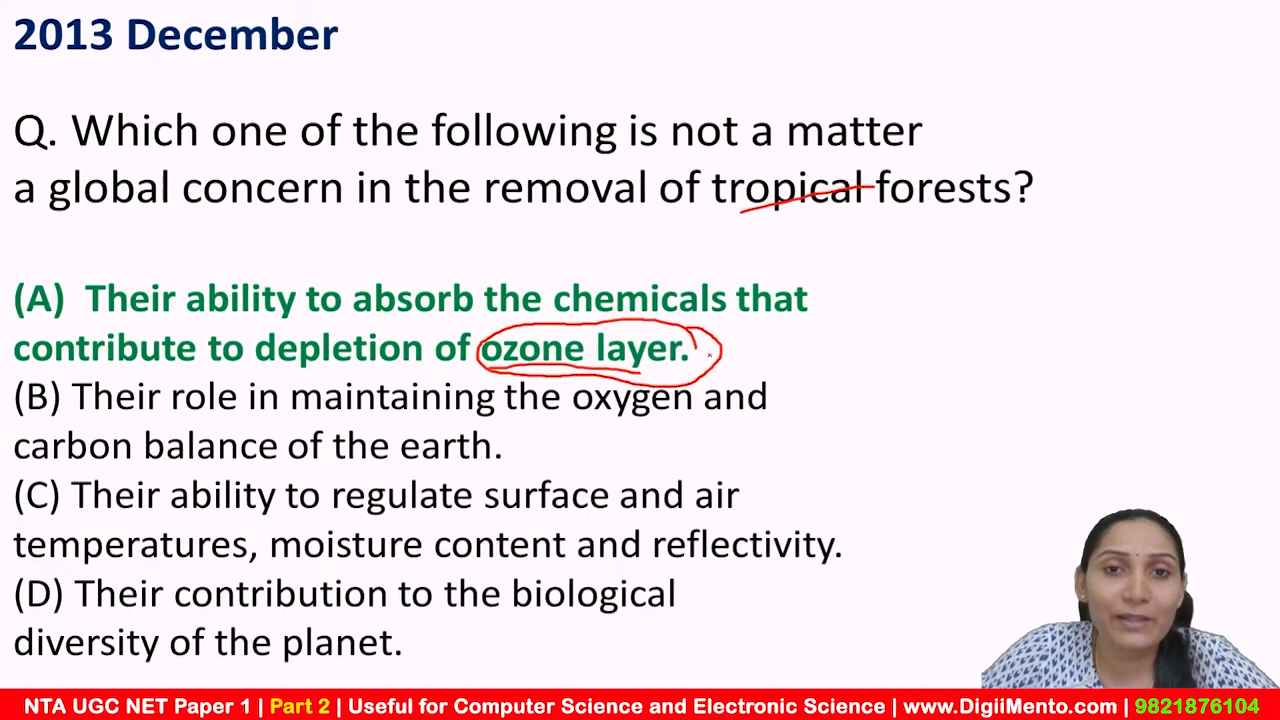 2013 December
Q. Which one of the following is not a matter
a global concern in the removal of tropical forests?
(A) Their ability to absorb the chemicals that
contribute to depletion of ozone layer.
(B) Their role in maintaining the oxygen and
carbon balance of the earth.
(C) Their ability to regulate surface and air
temperatures, moisture content and reflectivity.
(D) Their contribution to the biological
diversity of the planet.
NTA UGC NET Paper 1 | Part 2 | Useful for Computer Science and Electronic Science | www.DigiiMento.com | 9821876104